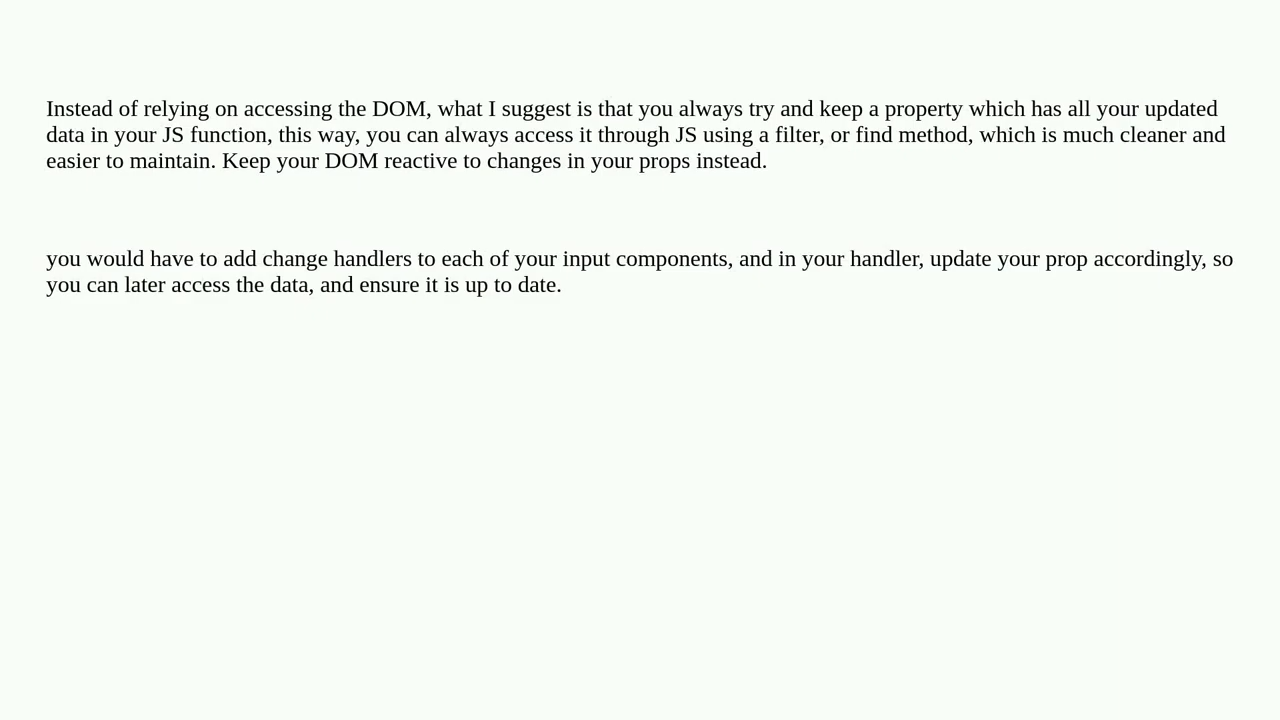 Instead of relying on accessing the DOM, what I suggest is that you always try and keep a property which has all your updated
data in your JS function, this way, you can always access it through JS using a filter, or find method, which is much cleaner and
easier to maintain. Keep your DOM reactive to changes in your props instead.
you would have to add change handlers to each of your input components, and in your handler, update your prop accordingly, so
you can later access the data, and ensure it is up to date.